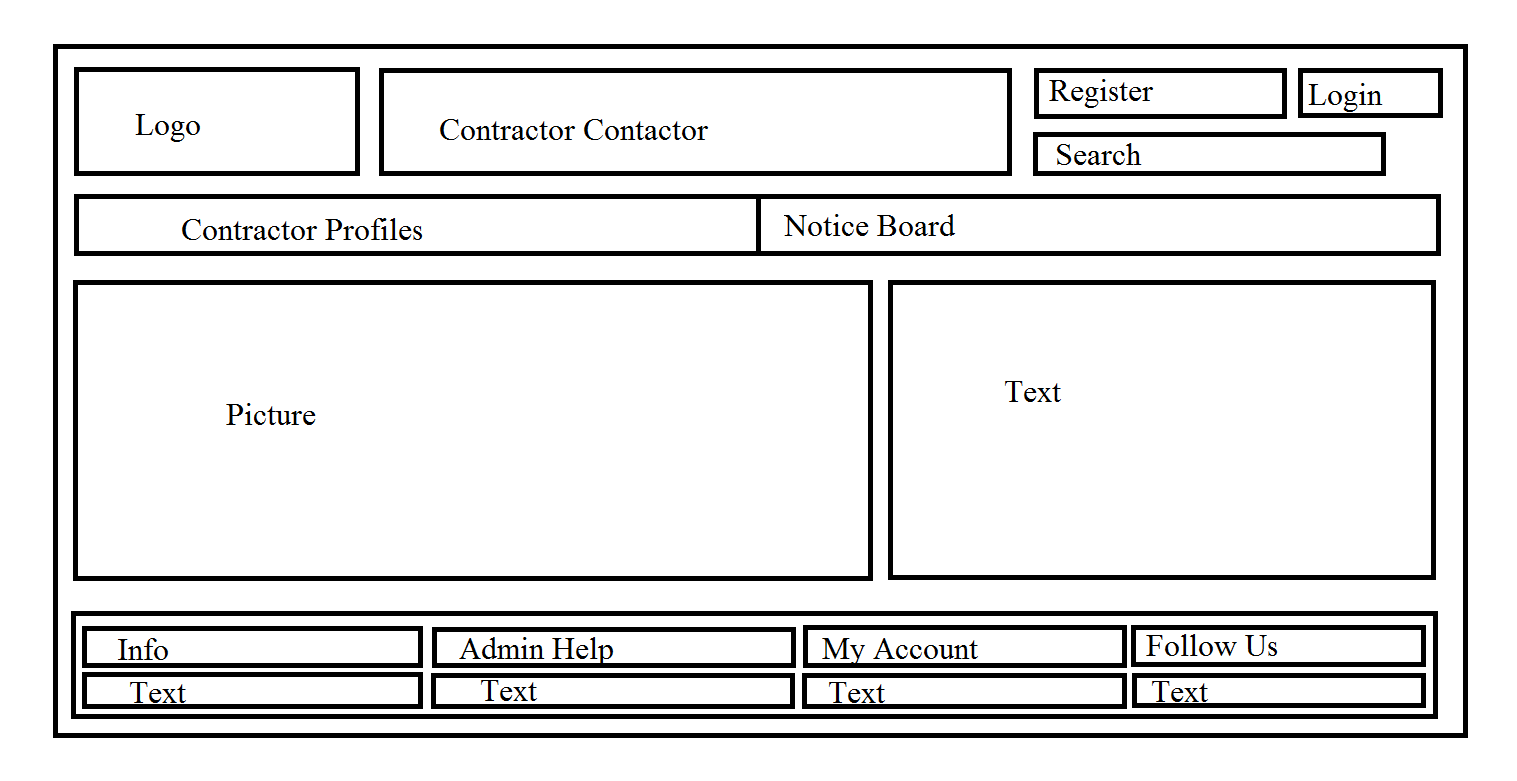 Logo
Contractor Contactor
Register
Login
Search
Contractor Profiles
Notice Board
Picture
Text
Info
Admin Help
My Account
Follow Us
Text
Text
Text
Text